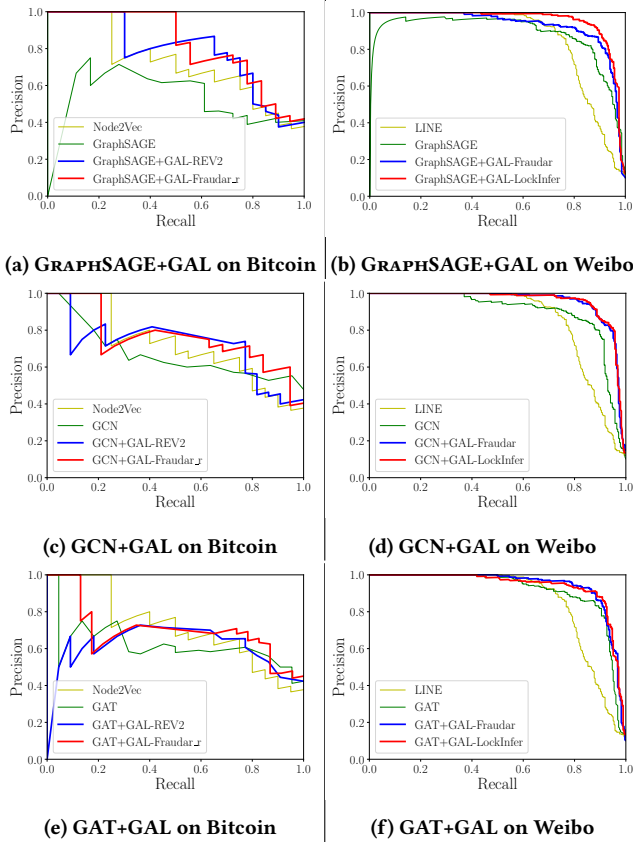 1.0
0.8
0.6
0.4
0.2
0.0
Precision
Node2Vec
GraphSAGE
GraphSAGE+GAL-REV2
GraphSAGE+GAL-Fraudar_r
0.0 0.2 0.4 0.6 0.8 1.0
Recall
(a) GraphSAGE+GAL on Bitcoin
1.0
0.8
0.6
0.4
0.2
0.0
Precision
LINE
GraphSAGE
GraphSAGE+GAL-Fraudar
GraphSAGE+GAL-LockInfer
0.0 0.2 0.4 0.6 0.8 1.0
Recall
(b) GraphSAGE+GAL on Weibo
1.0
0.8
0.6
0.4
0.2
0.0
Precision
Node2Vec
GCN
GCN+GAL-REV2
GCN+GAL-Fraudar_r
0.0 0.2 0.4 0.6 0.8 1.0
Recall
(c) GCN+GAL on Bitcoin
1.0
0.8
0.6
0.4
0.2
0.0
Precision
LINE
GCN
GCN+GAL-Fraudar
GCN+GAL-LockInfer
0.0 0.2 0.4 0.6 0.8 1.0
Recall
(d) GCN+GAL on Weibo
1.0
0.8
0.6
0.4
0.2
0.0
Precision
Node2Vec
GAT
GAT+GAL-REV2
GAT+GAL-Fraudar_r
0.0 0.2 0.4 0.6 0.8 1.0
Recall
(e) GAT+GAL on Bitcoin
1.0
0.8
0.6
0.4
0.2
0.0
Precision
LINE
GAT
GAT+GAL-Fraudar
GAT+GAL-LockInfer
0.0 0.2 0.4 0.6 0.8 1.0
Recall
(f) GAT+GAL on Weibo